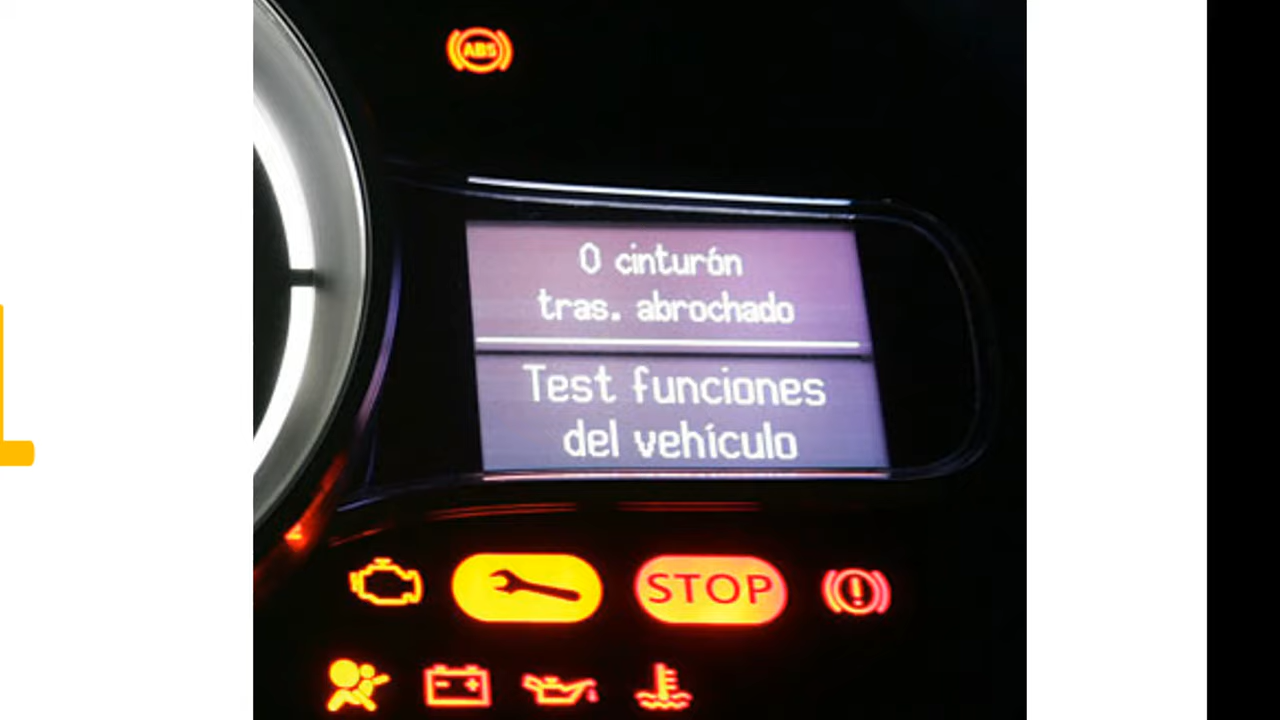 ABS
0 cinturón
tras. abrochado
Test funciones
del vehículo
STOP